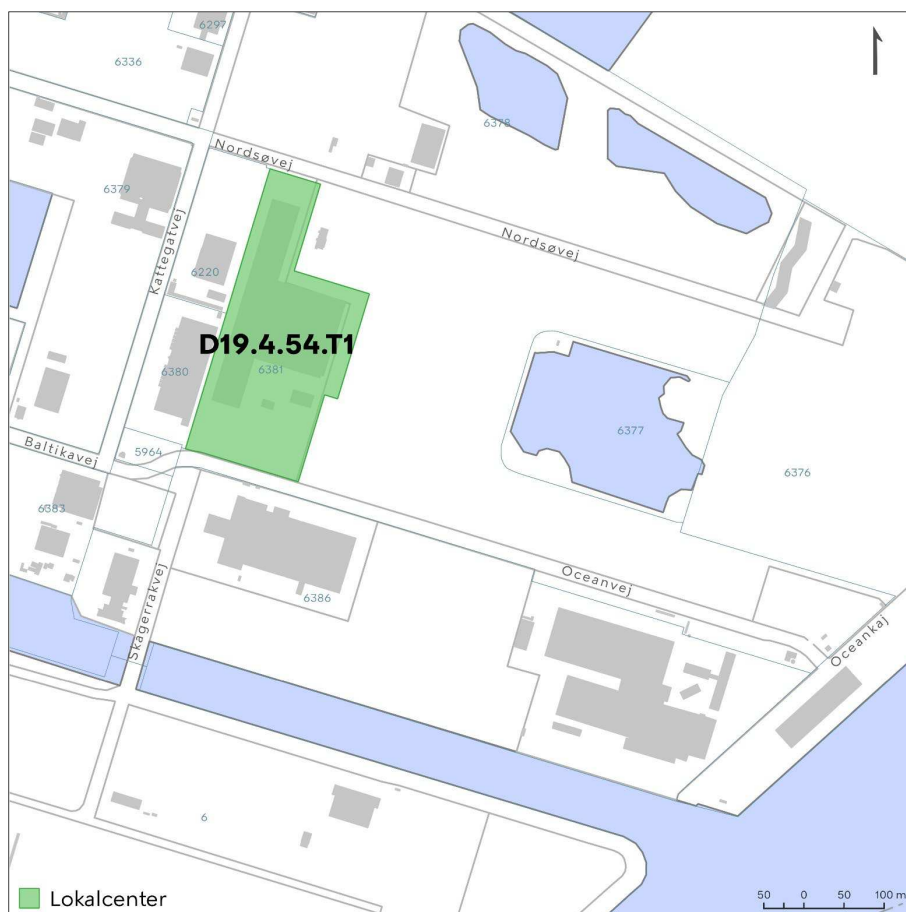 6297
6336
6378
Nordsøvej
6379
Kattegatvej
Nordsøvej
6220
D19.4.54.T1
6380
6381
6377
Baltikavej
5964
6376
6383
Oceanvej
Skagerrakvej
6386
Oceankaj
6
Lokalcenter
50 0 50 100 m